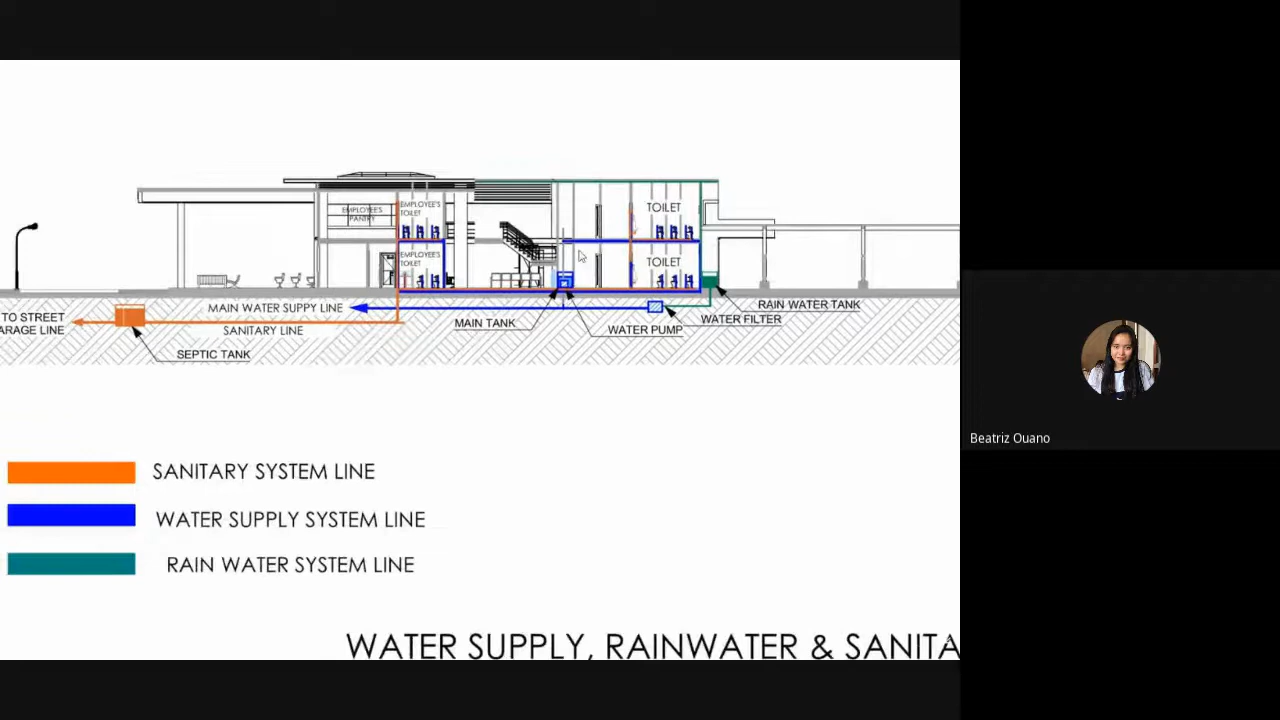 EMPLOYEE'S
PANTRY
EMPLOYEE'S
TOILET
TOILET
EMPLOYEE'S
TOILET
TOILET
MAIN WATER SUPPY LINE
RAIN WATER TANK
TO STREET
ARAGE LINE
SANITARY LINE
MAIN TANK
WATER FILTER
WATER PUMP
SEPTIC TANK
Beatriz Ouano
SANITARY SYSTEM LINE
WATER SUPPLY SYSTEM LINE
RAIN WATER SYSTEM LINE
WATER SUPPLY, RAINWATER & SANITA